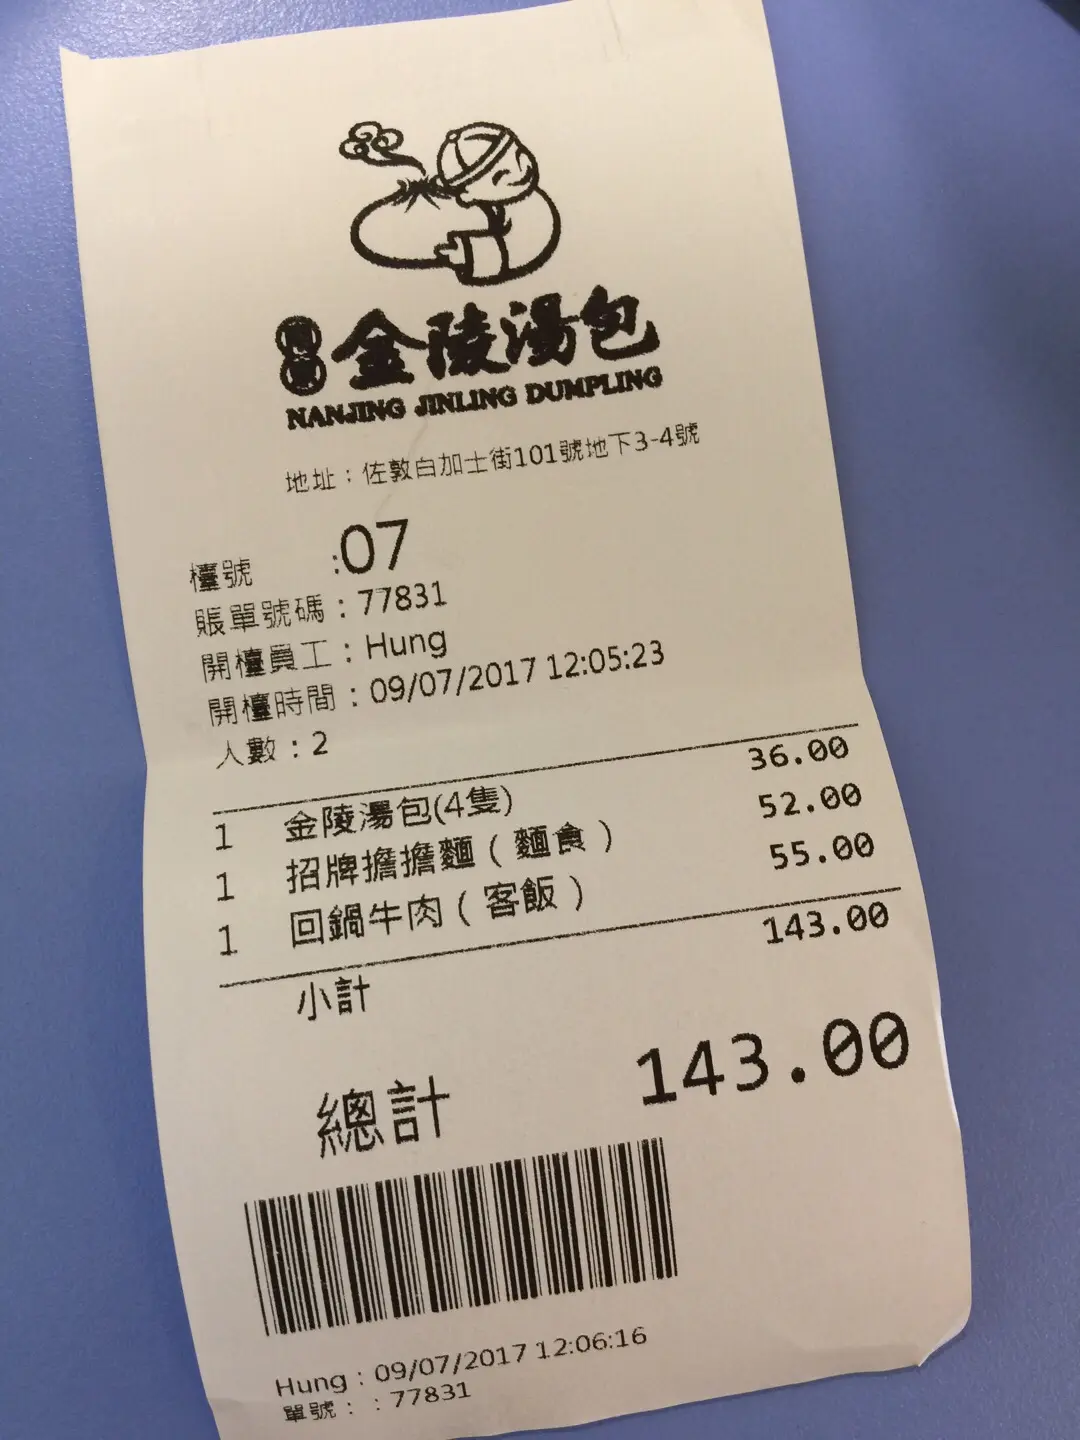 南京
金陵湯包
NANJING JINLING DUMPLING
地址：佐敦白加士街101號地下3-4號
檯號 :07
賬單號碼：77831
開檯員工：Hung
開檯時間：09/07/2017 12:05:23
人數：2
1 金陵湯包(4隻) 36.00
1 招牌擔擔麵（麵食） 52.00
1 回鍋牛肉（客飯） 55.00
小計 143.00
總計 143.00
Hung：09/07/2017 12:06:16
單號：：77831